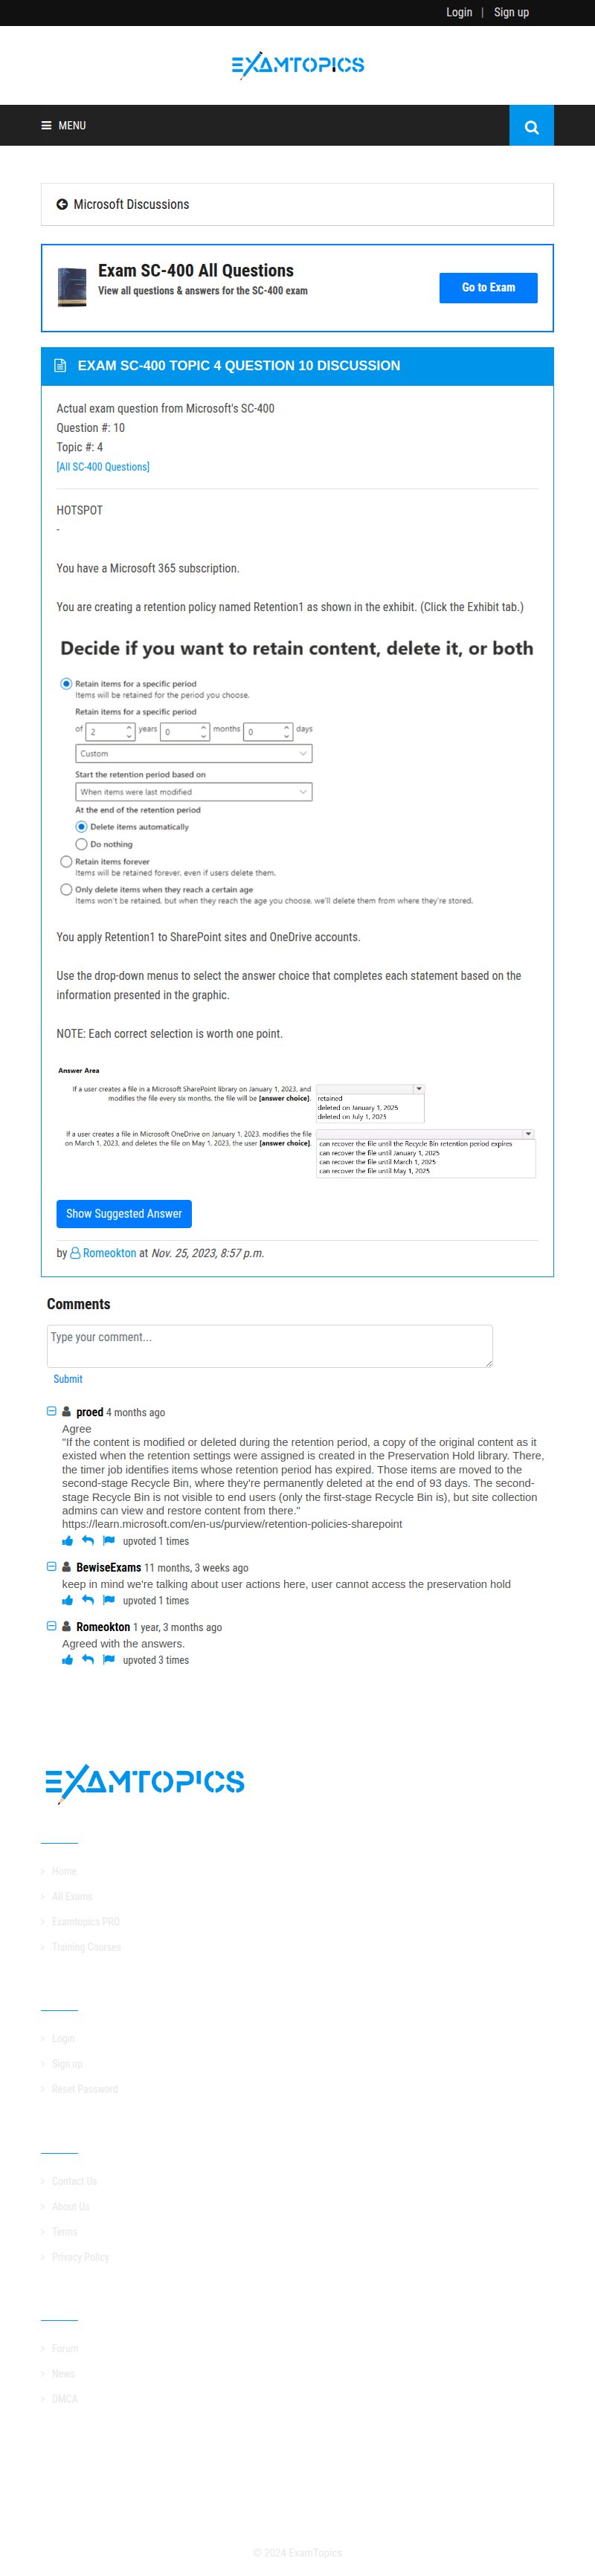 Login | Sign up
EXAMTOPICS
MENU
Microsoft Discussions
Exam SC-400 All Questions
View all questions & answers for the SC-400 exam
Go to Exam
EXAM SC-400 TOPIC 4 QUESTION 10 DISCUSSION
Actual exam question from Microsoft's SC-400
Question #: 10
Topic #: 4
[All SC-400 Questions]
HOTSPOT
-
You have a Microsoft 365 subscription.
You are creating a retention policy named Retention1 as shown in the exhibit. (Click the Exhibit tab.)
Decide if you want to retain content, delete it, or both
Retain items for a specific period
Items will be retained for the period you choose.
Retain items for a specific period
of 2 years 0 months 0 days
Custom
Start the retention period based on
When items were last modified
At the end of the retention period
Delete items automatically
Do nothing
Retain items forever
Items will be retained forever, even if users delete them.
Only delete items when they reach a certain age
Items won't be retained, but when they reach the age you choose, we'll delete them from where they're stored.
You apply Retention1 to SharePoint sites and OneDrive accounts.
Use the drop-down menus to select the answer choice that completes each statement based on the
information presented in the graphic.
NOTE: Each correct selection is worth one point.
Answer Area
If a user creates a file in a Microsoft SharePoint library on January 1, 2023, and
modifies the file every six months, the file will be [answer choice].
retained
deleted on January 1, 2025
deleted on July 1, 2023
If a user creates a file in Microsoft OneDrive on January 1, 2023, modifies the file
on March 1, 2023, and deletes the file on May 1, 2023, the user [answer choice].
can recover the file until the Recycle Bin retention period expires
can recover the file until January 1, 2025
can recover the file until March 1, 2025
can recover the file until May 1, 2025
Show Suggested Answer
by Romeokton at Nov. 25, 2023, 8:57 p.m.
Comments
Type your comment...
Submit
proed 4 months ago
Agree
"If the content is modified or deleted during the retention period, a copy of the original content as it
existed when the retention settings were assigned is created in the Preservation Hold library. There,
the timer job identifies items whose retention period has expired. Those items are moved to the
second-stage Recycle Bin, where they're permanently deleted at the end of 93 days. The second-
stage Recycle Bin is not visible to end users (only the first-stage Recycle Bin is), but site collection
admins can view and restore content from there."
https://learn.microsoft.com/en-us/purview/retention-policies-sharepoint
upvoted 1 times
BewiseExams 11 months, 3 weeks ago
keep in mind we're talking about user actions here, user cannot access the preservation hold
upvoted 1 times
Romeokton 1 year, 3 months ago
Agreed with the answers.
upvoted 3 times
EXAMTOPICS
Home
All Exams
Examtopics PRO
Training Courses
Login
Sign up
Reset Password
Contact Us
About Us
Terms
Privacy Policy
Forum
News
DMCA
© 2024 ExamTopics